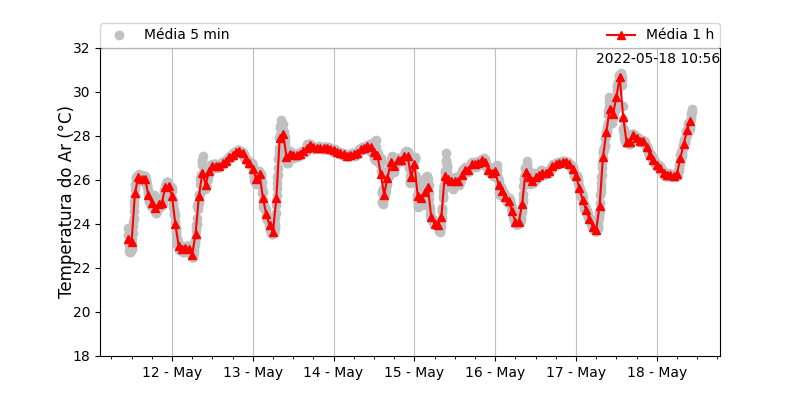 Média 5 min
Média 1 h
2022-05-18 10:56
Temperatura do Ar (°C)
32
30
28
26
24
22
20
18
12 - May
13 - May
14 - May
15 - May
16 - May
17 - May
18 - May